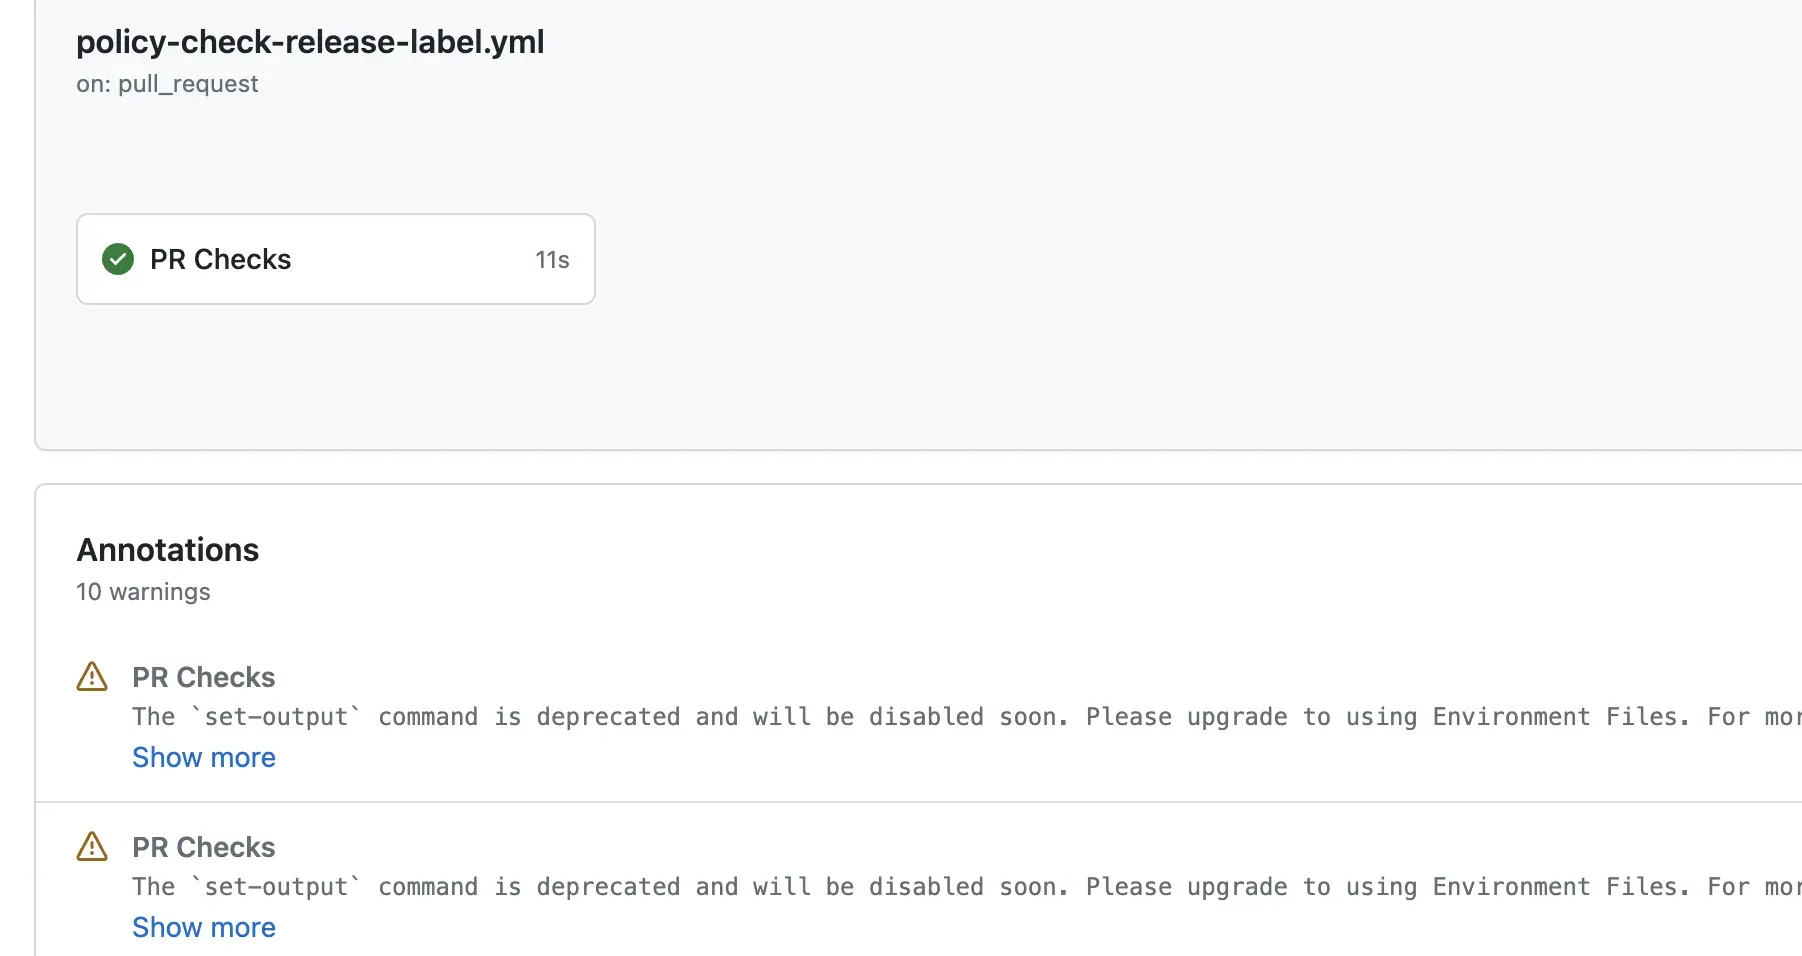 policy-check-release-label.yml
on: pull_request
PR Checks 11s
Annotations
10 warnings
PR Checks
The `set-output` command is deprecated and will be disabled soon. Please upgrade to using Environment Files. For mor
Show more
PR Checks
The `set-output` command is deprecated and will be disabled soon. Please upgrade to using Environment Files. For mor
Show more